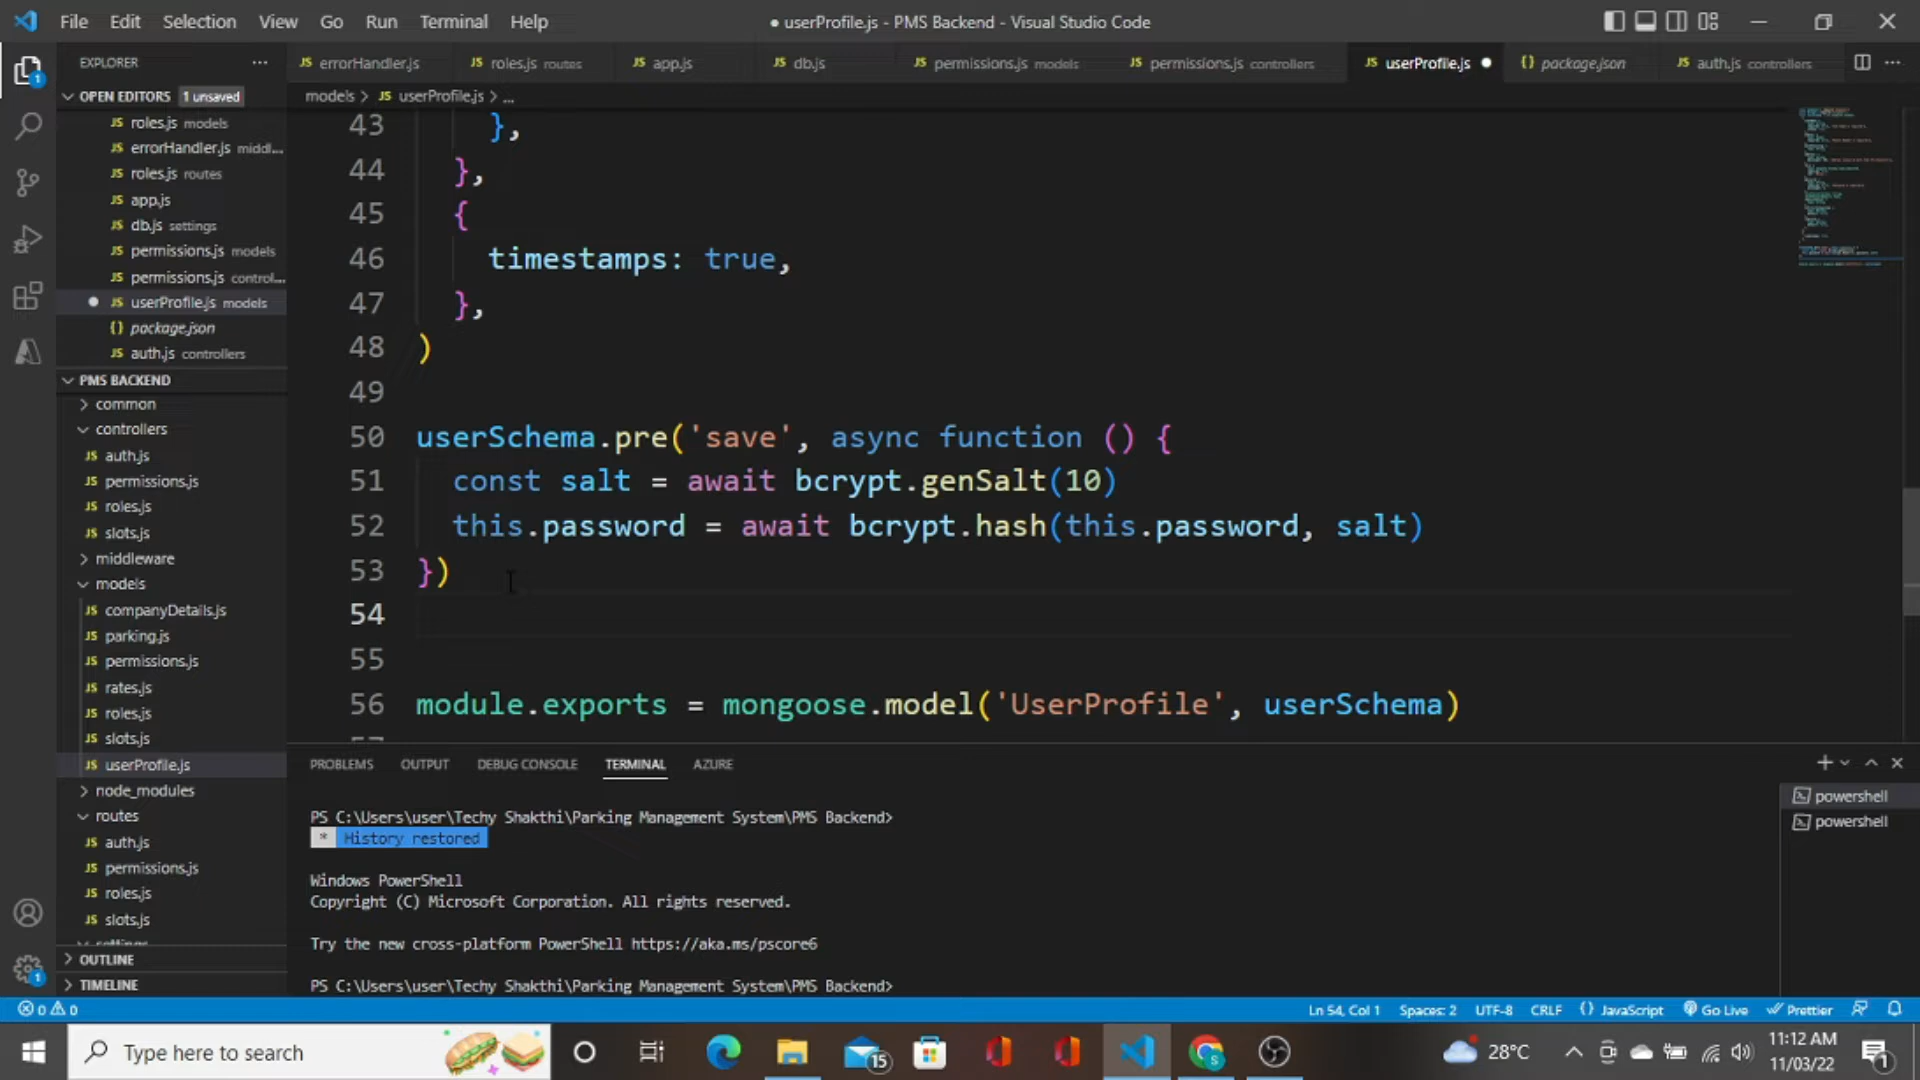 File Edit Selection View Go Run Terminal Help
● userProfile.js - PMS Backend - Visual Studio Code
EXPLORER
errorHandler.js
roles.js routes
app.js
db.js
permissions.js models
permissions.js controllers
userProfile.js
package.json
auth.js controllers
OPEN EDITORS 1 unsaved
models > userProfile.js > ...
roles.js models
errorHandler.js middl...
roles.js routes
app.js
db.js settings
permissions.js models
permissions.js control...
userProfile.js models
package.json
auth.js controllers
PMS BACKEND
common
controllers
auth.js
permissions.js
roles.js
slots.js
middleware
models
companyDetails.js
parking.js
permissions.js
rates.js
roles.js
slots.js
userProfile.js
node_modules
routes
auth.js
permissions.js
roles.js
slots.js
OUTLINE
TIMELINE
43 },
44 },
45 {
46 timestamps: true,
47 },
48 )
49
50 userSchema.pre('save', async function () {
51 const salt = await bcrypt.genSalt(10)
52 this.password = await bcrypt.hash(this.password, salt)
53 })
54
55
56 module.exports = mongoose.model('UserProfile', userSchema)
PROBLEMS OUTPUT DEBUG CONSOLE TERMINAL AZURE
PS C:\Users\user\Techy Shakthi\Parking Management System\PMS Backend>
* History restored
Windows PowerShell
Copyright (C) Microsoft Corporation. All rights reserved.
Try the new cross-platform PowerShell https://aka.ms/pscore6
PS C:\Users\user\Techy Shakthi\Parking Management System\PMS Backend>
powershell
powershell
0 0
Ln 54, Col 1 Spaces: 2 UTF-8 CRLF {} JavaScript Go Live Prettier
Type here to search
15
28°C
11:12 AM
11/03/22
1